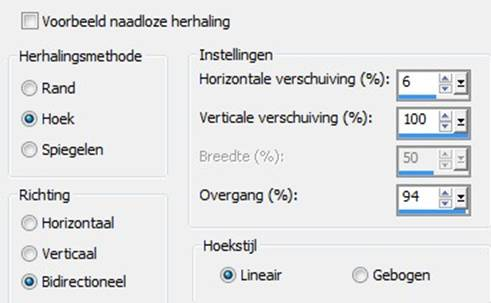 Voorbeeld naadloze herhaling
Herhalingsmethode
Rand
Hoek
Spiegelen
Richting
Horizontaal
Verticaal
Bidirectioneel
Instellingen
Horizontale verschuiving (%): 6
Verticale verschuiving (%): 100
Breedte (%): 50
Overgang (%): 94
Hoekstijl
Lineair Gebogen